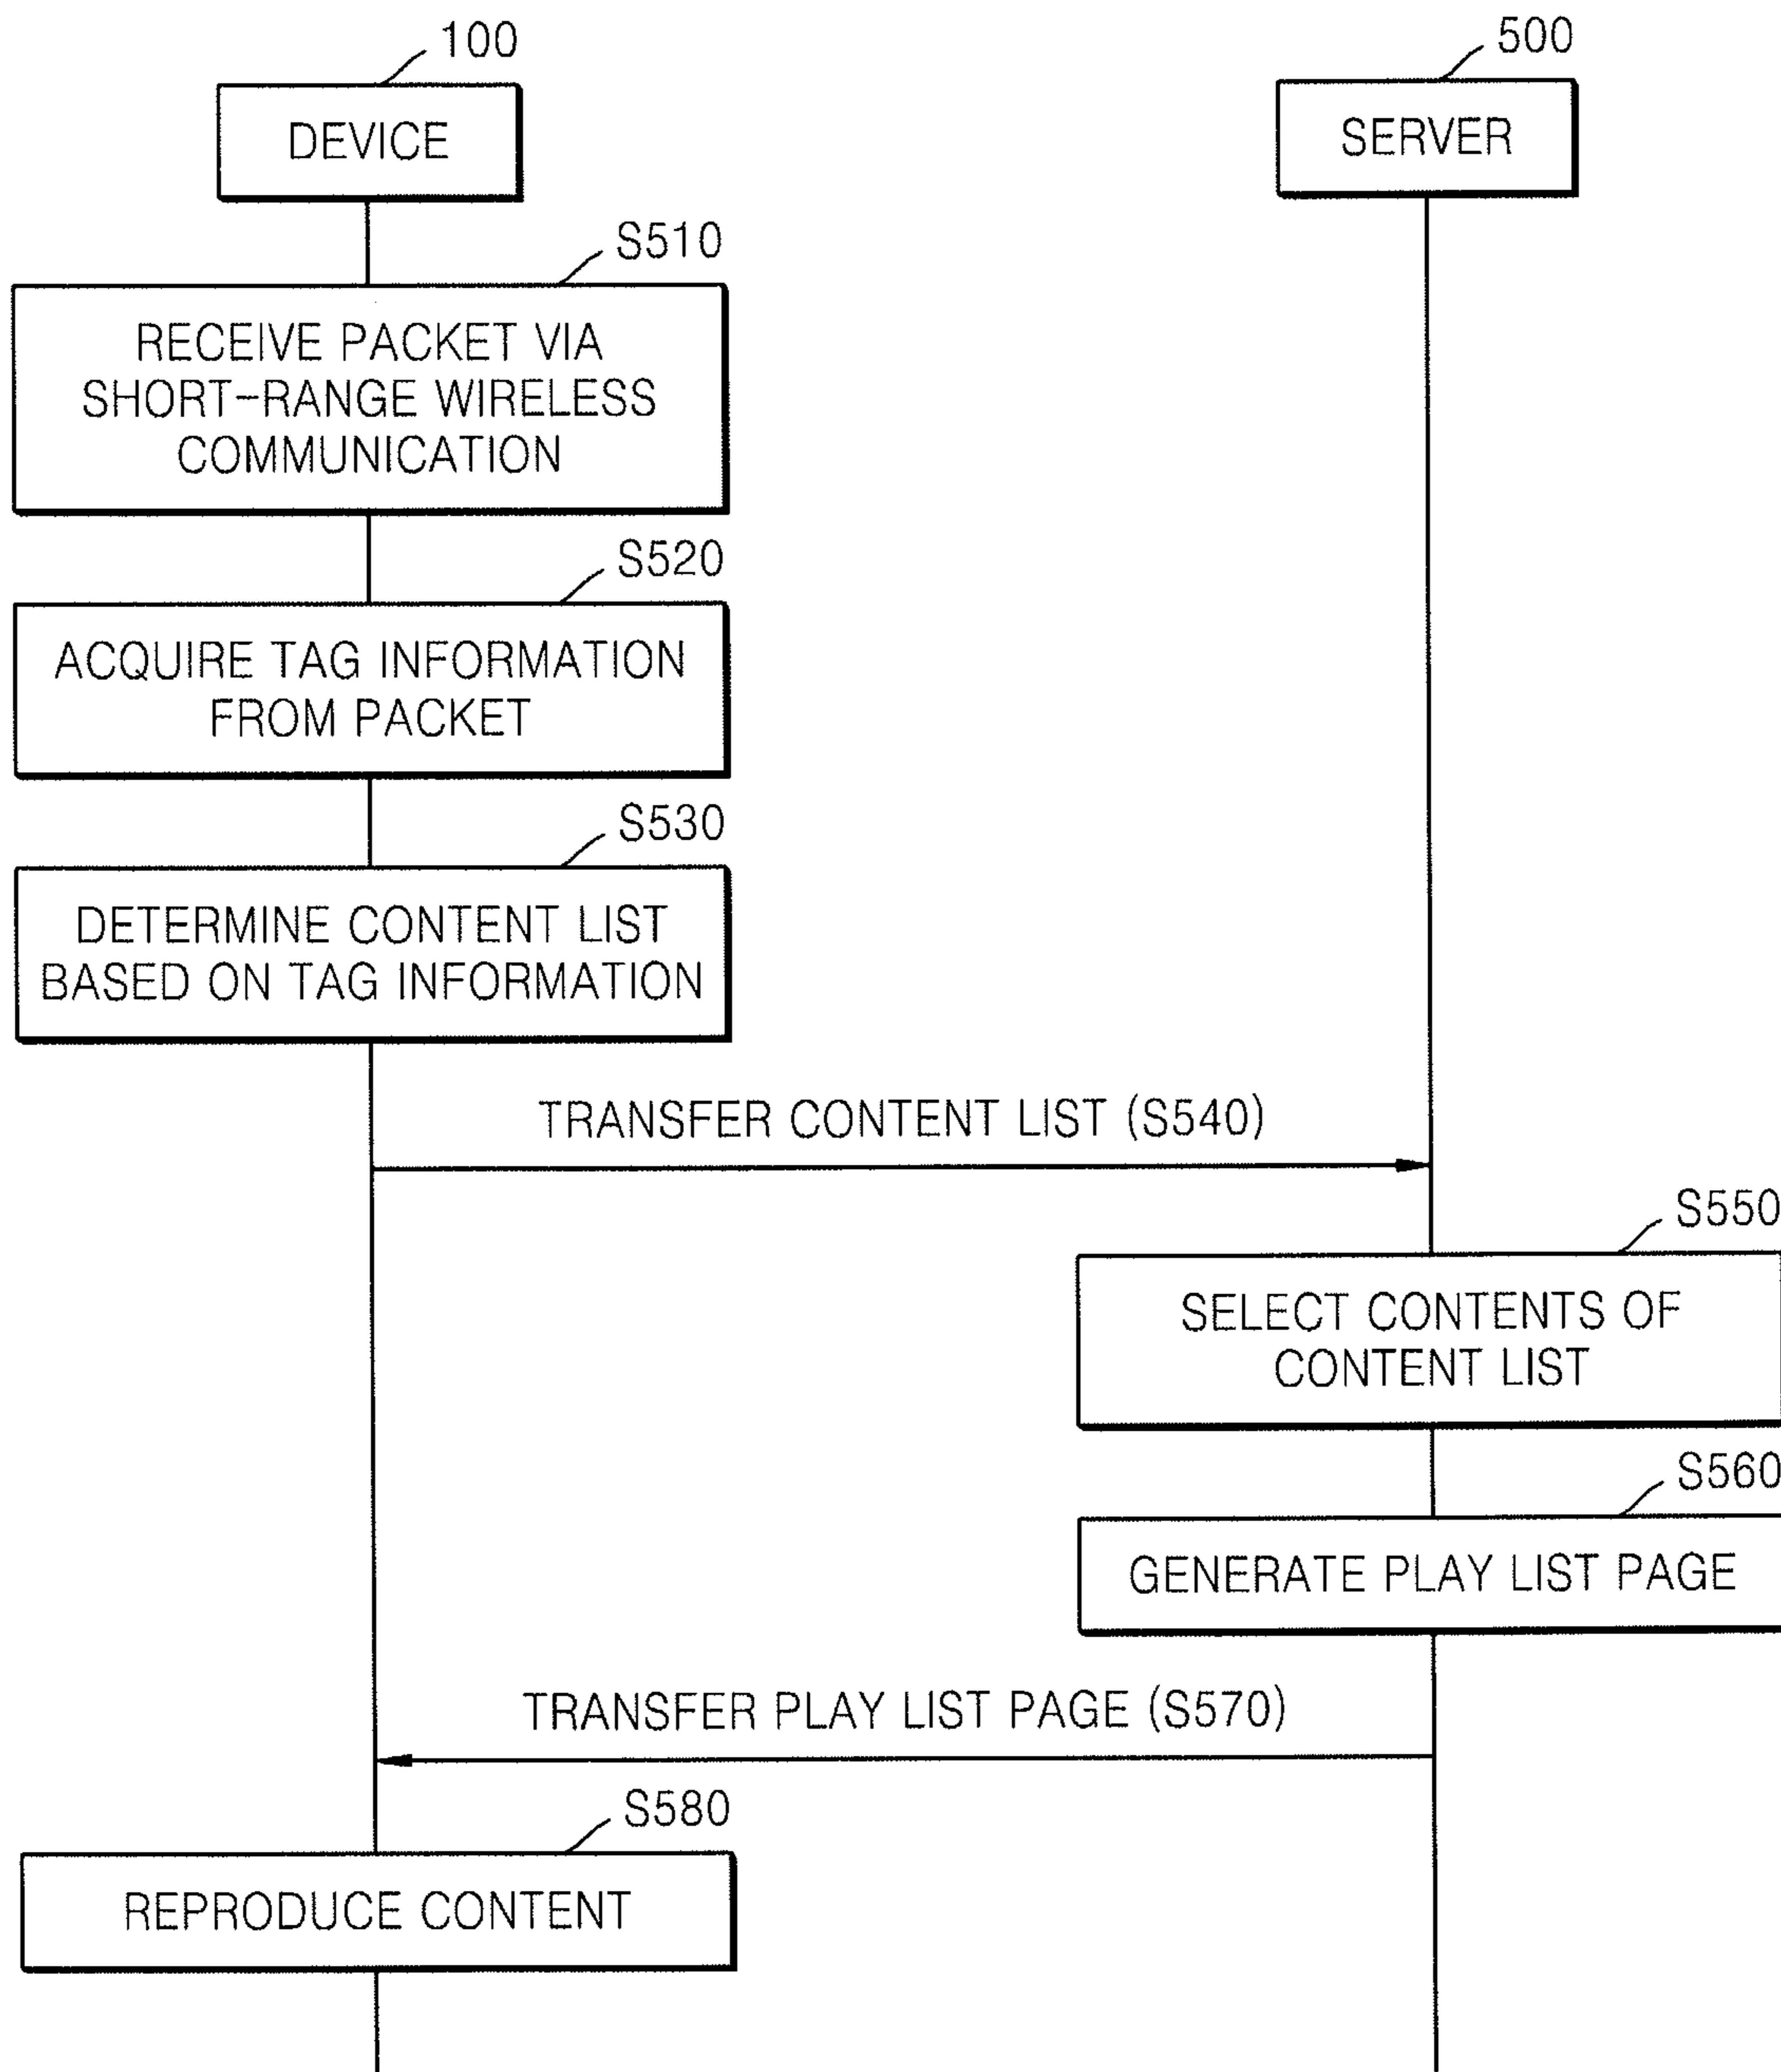 100
500
DEVICE
SERVER
S510
RECEIVE PACKET VIA
SHORT-RANGE WIRELESS
COMMUNICATION
S520
ACQUIRE TAG INFORMATION
FROM PACKET
S530
DETERMINE CONTENT LIST
BASED ON TAG INFORMATION
TRANSFER CONTENT LIST (S540)
S550
SELECT CONTENTS OF
CONTENT LIST
S560
GENERATE PLAY LIST PAGE
TRANSFER PLAY LIST PAGE (S570)
S580
REPRODUCE CONTENT